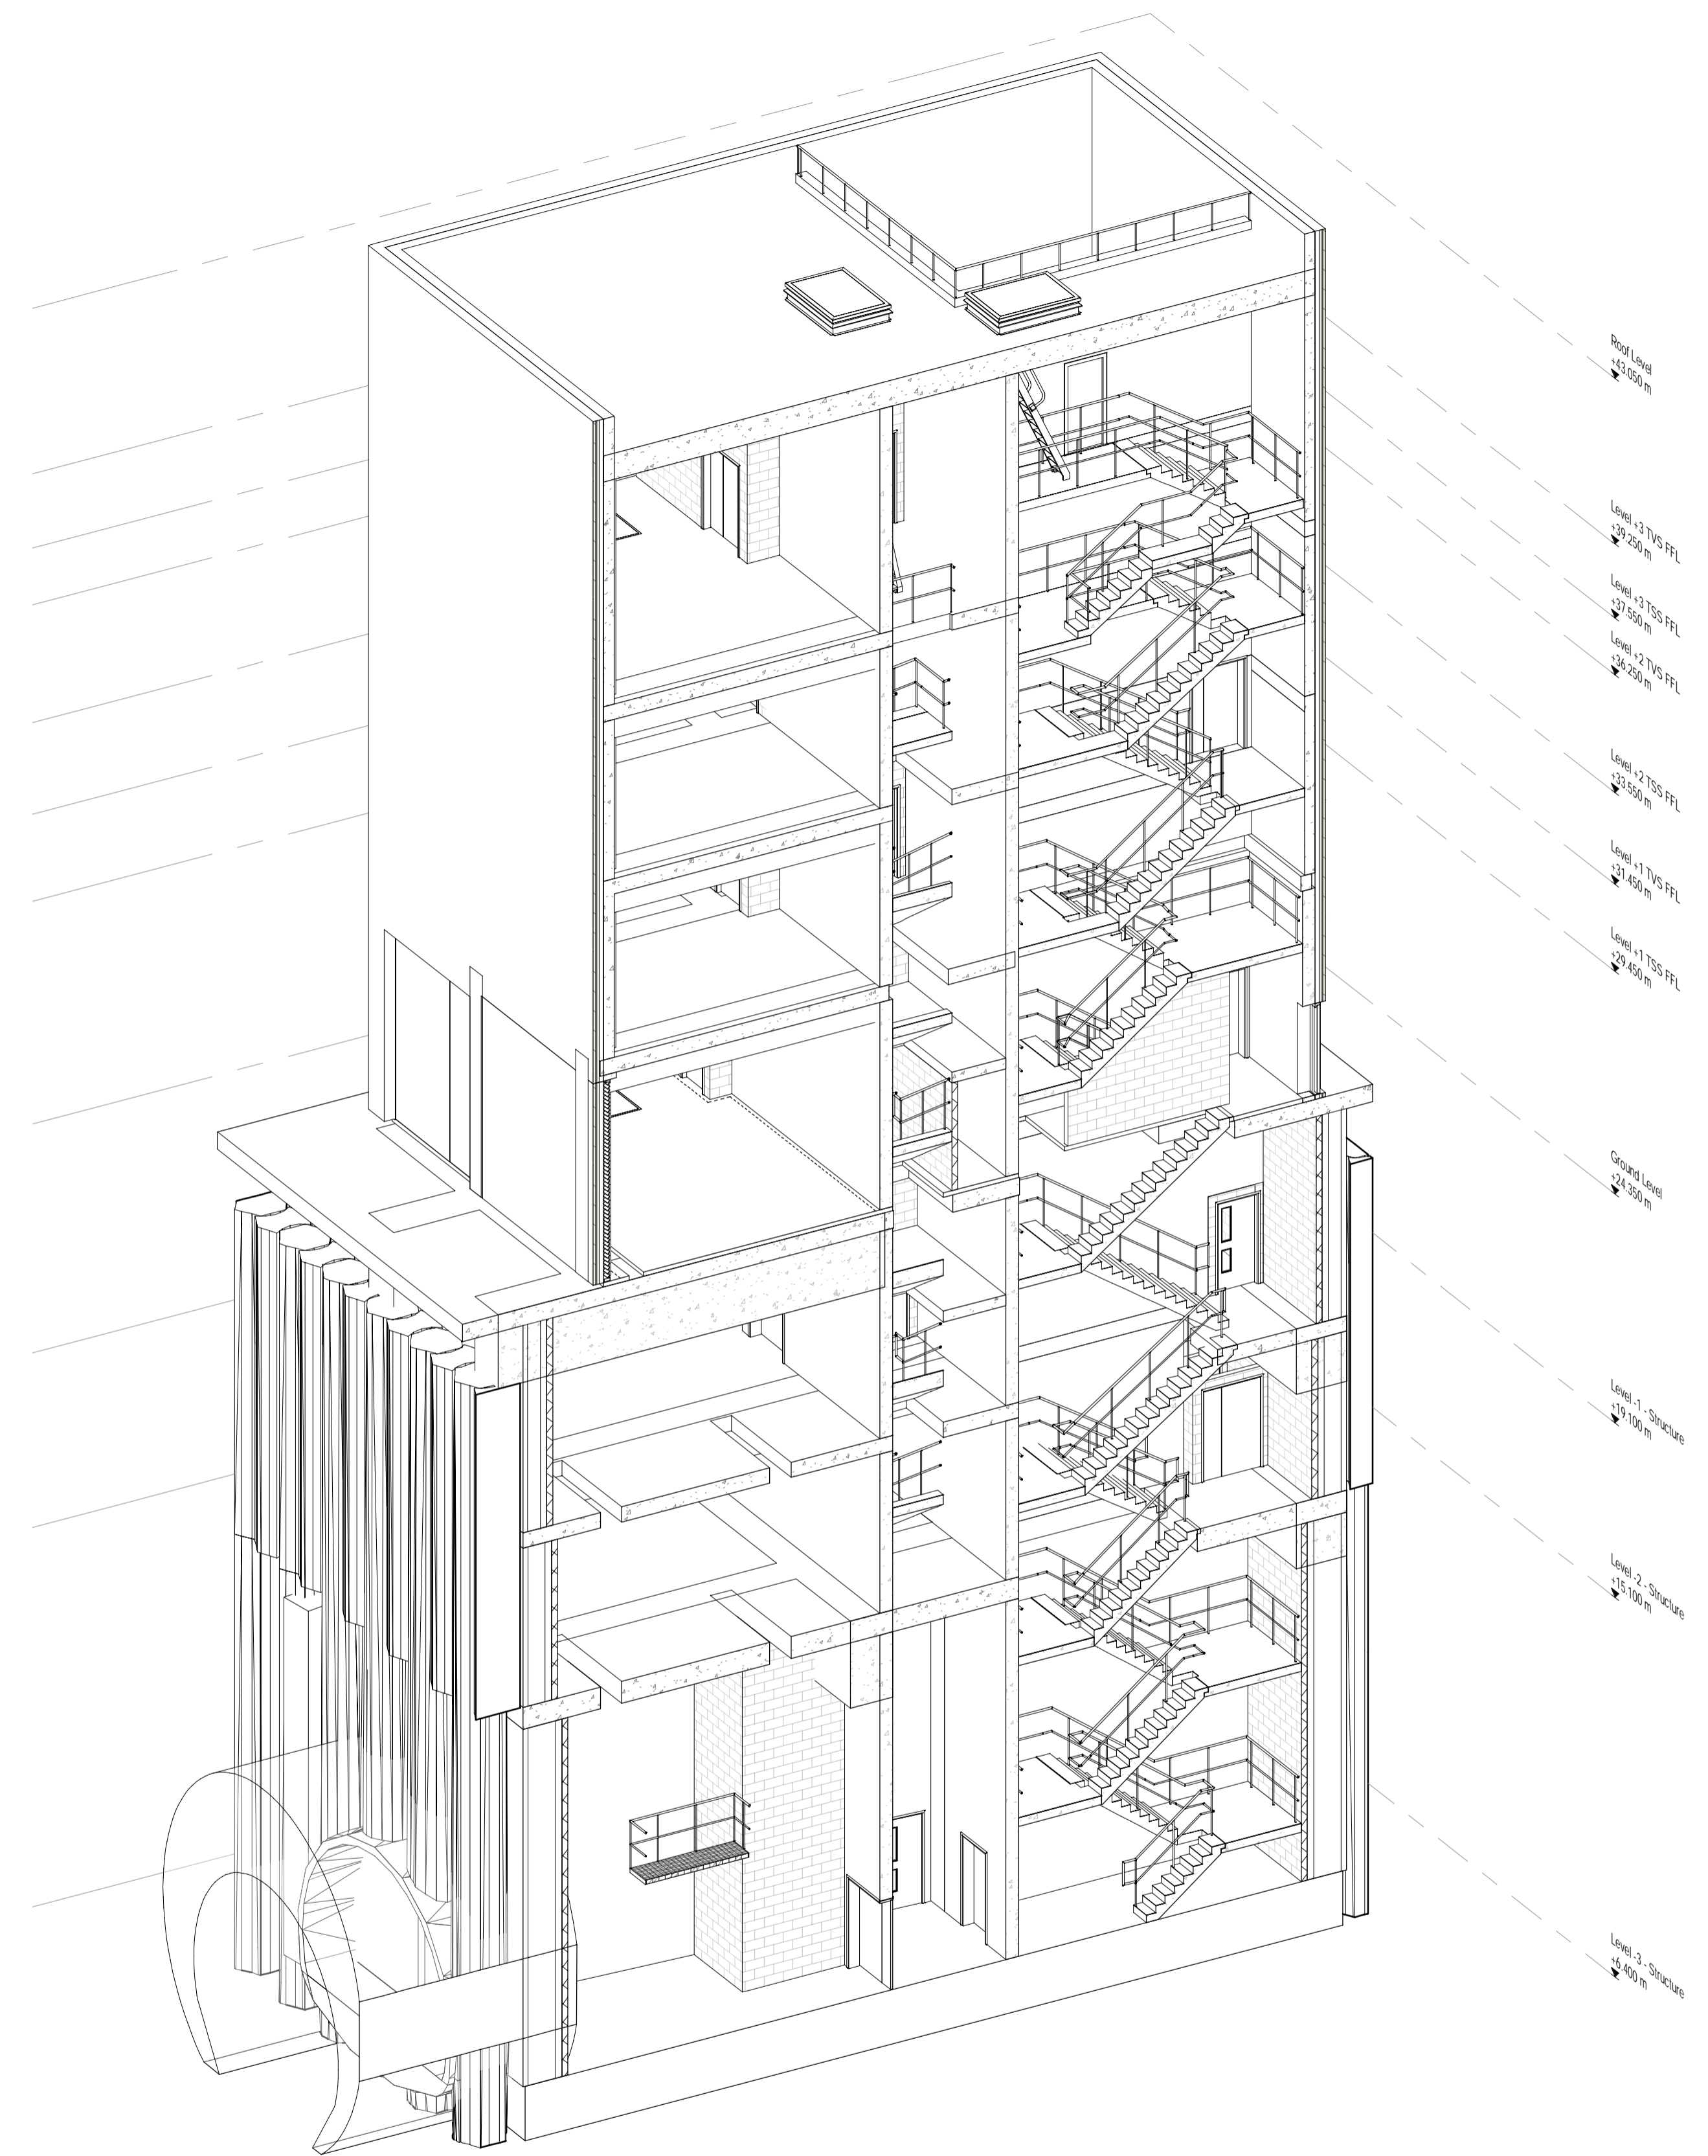 Roof Level
+43.050 m
Level +3 TVS FFL
+39.250 m
Level +3 TSS FFL
+37.550 m
Level +2 TVS FFL
+36.250 m
Level +2 TSS FFL
+33.550 m
Level +1 TVS FFL
+31.450 m
Level +1 TSS FFL
+29.450 m
Ground Level
+24.350 m
Level -1 - Structure
+19.100 m
Level -2 - Structure
+15.100 m
Level -3 - Structure
+6.400 m